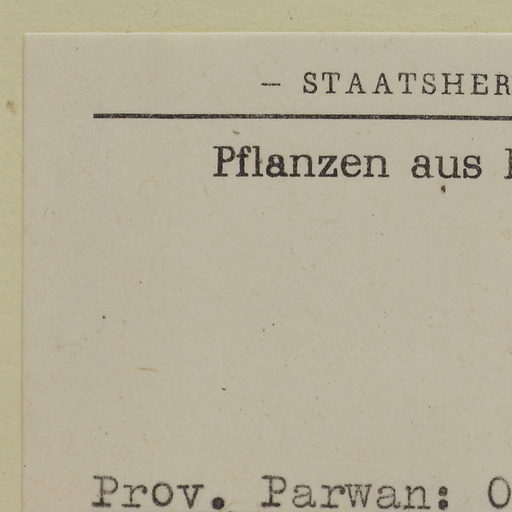 – STAATSHER
Pflanzen aus
Prov. Parwan: O